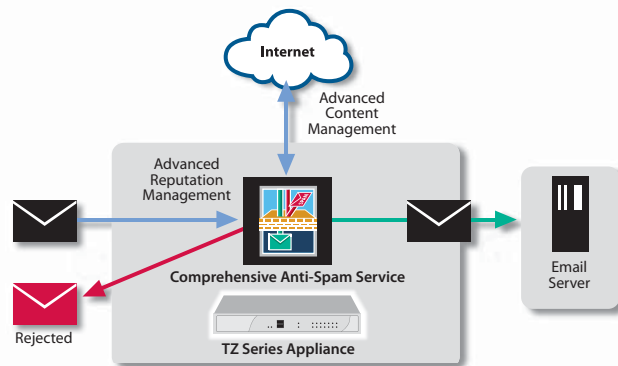 Internet
Advanced
Content
Management
Advanced
Reputation
Management
Comprehensive Anti-Spam Service
Email
Server
Rejected
TZ Series Appliance